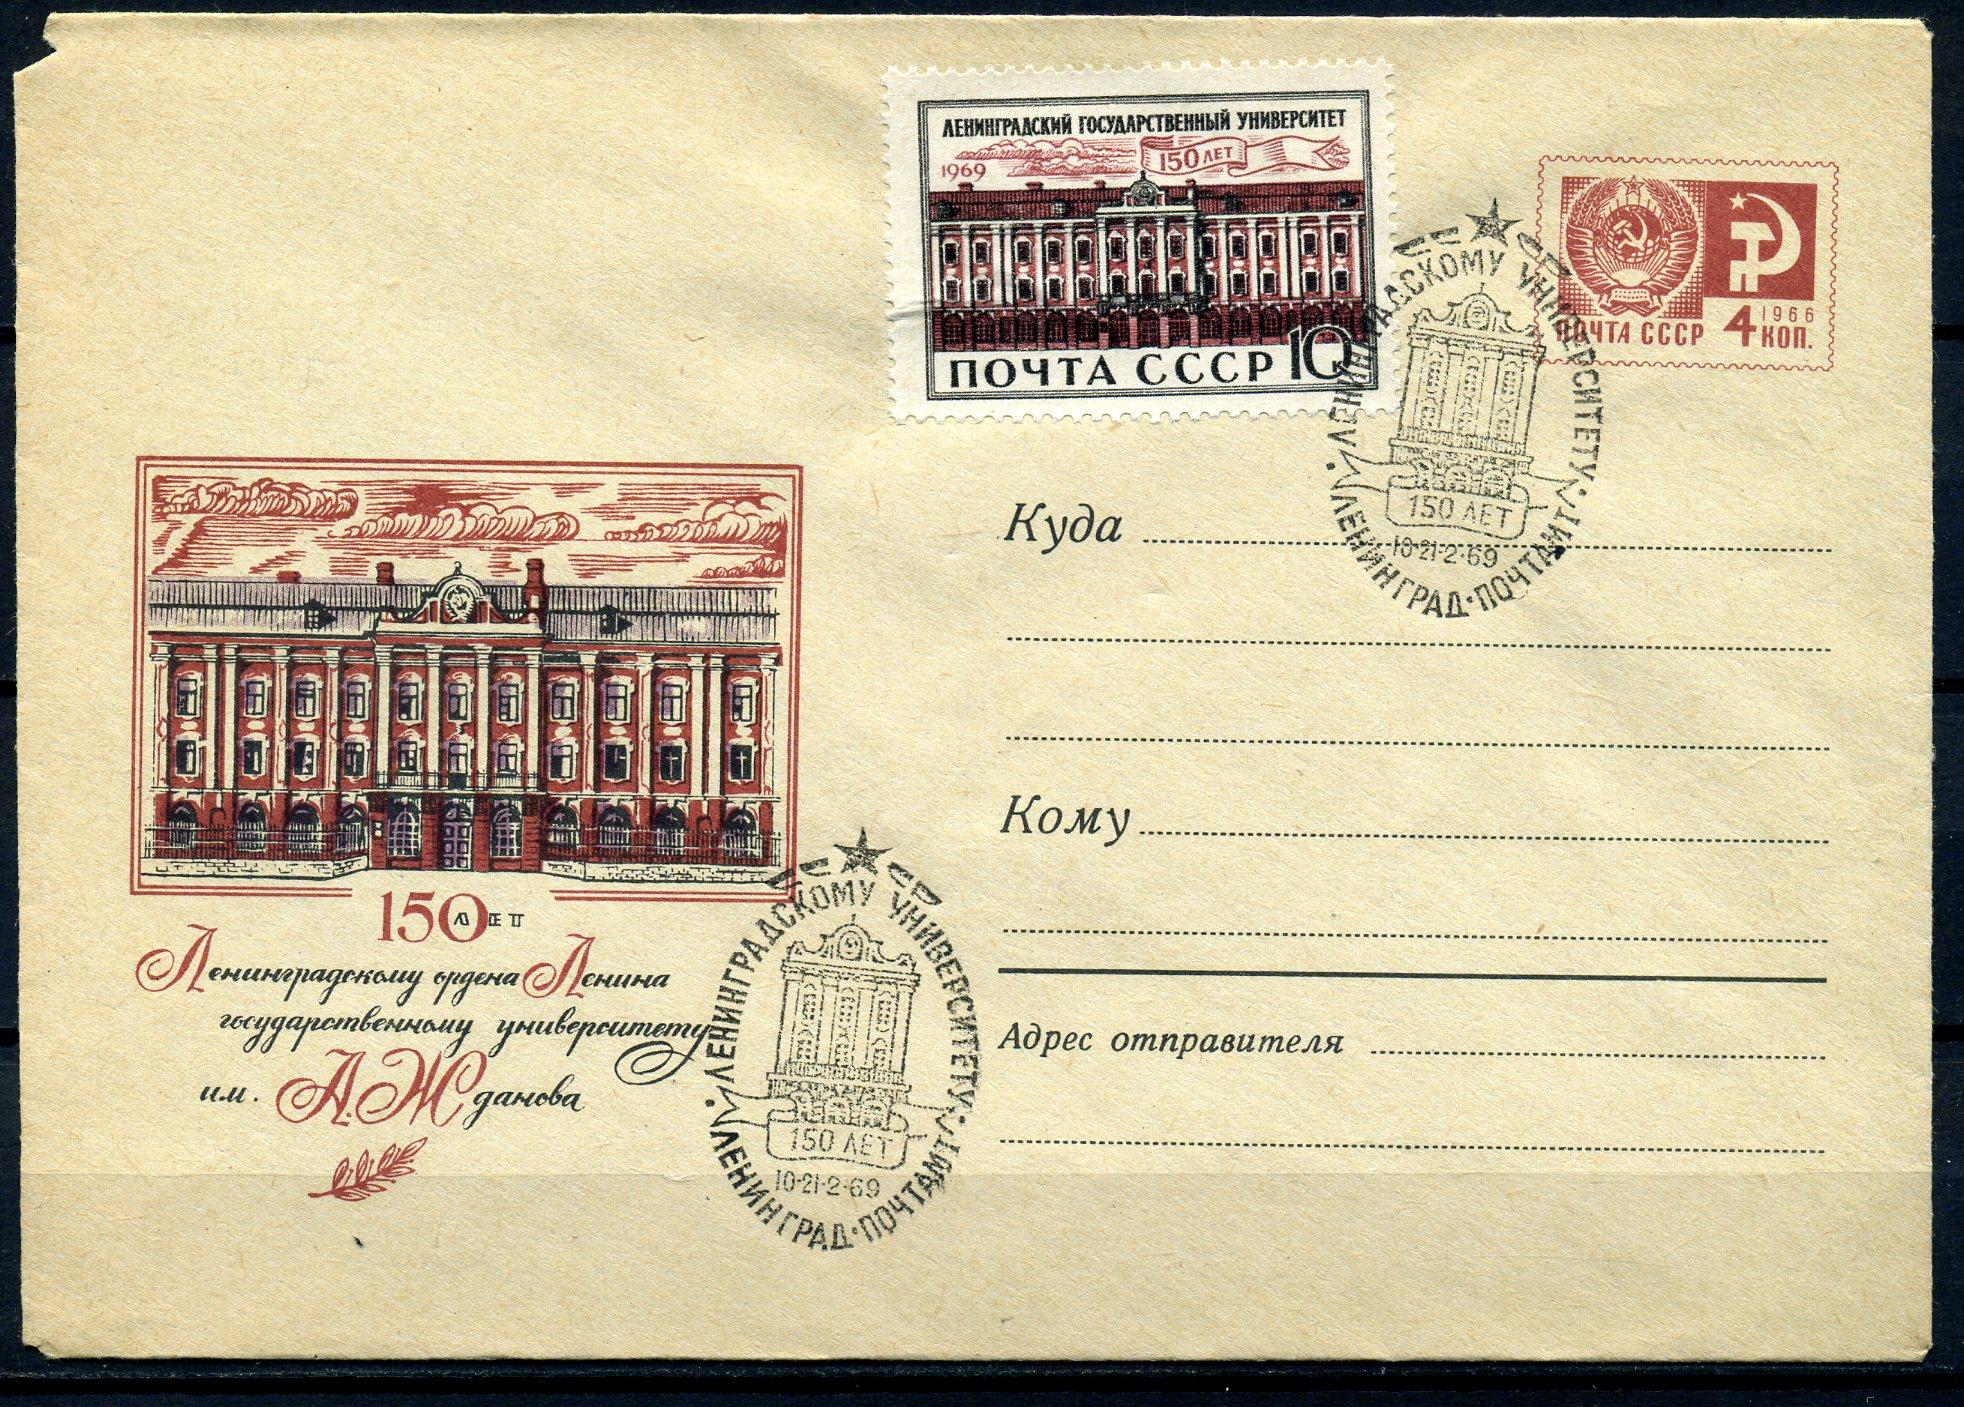 ЛЕНИНГРАДСКИЙ ГОСУДАРСТВЕННЫЙ УНИВЕРСИТЕТ
1969
150 ЛЕТ
ПОЧТА СССР 10
ПОЧТА СССР 4 1966 КОП.
ЛЕНИНГРАДСКОМУ УНИВЕРСИТЕТУ
150 ЛЕТ
10-21-2-69
ЛЕНИНГРАД·ПОЧТАМТ
Куда
Кому
Адрес отправителя
150 ЛЕТ
Ленинградскому ордена Ленина
государственному университету
им. А. Жданова
ЛЕНИНГРАДСКОМУ УНИВЕРСИТЕТУ
150 ЛЕТ
10-21-2-69
ЛЕНИНГРАД·ПОЧТАМТ